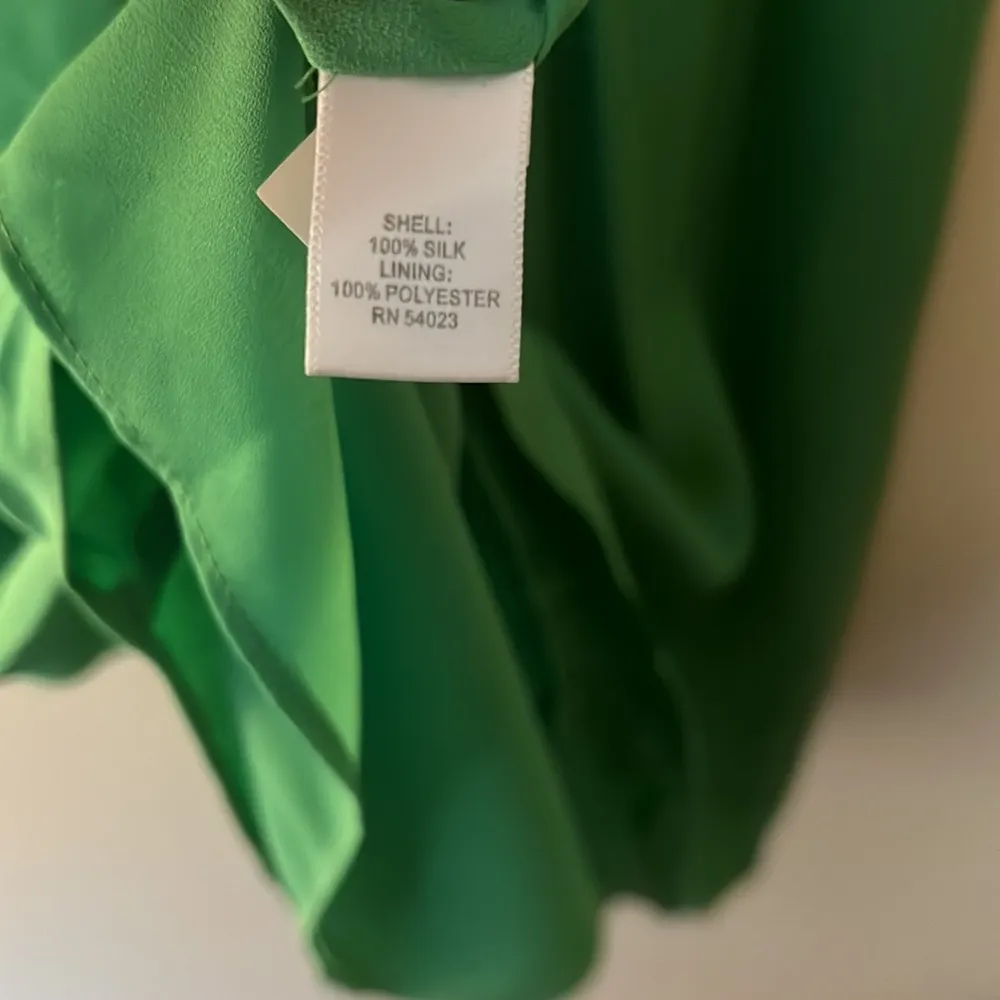 SHELL:
100% SILK
LINING:
100% POLYESTER
RN 54023